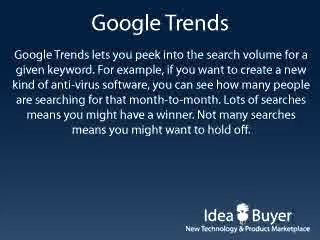 Google Trends
Google Trends lets you peek into the search volume for a
given keyword. For example, if you want to create a new
kind of anti-virus software, you can see how many people
are searching for that month-to-month. Lots of searches
means you might have a winner. Not many searches
means you might want to hold off.
Idea Buyer
New Technology & Product Marketplace